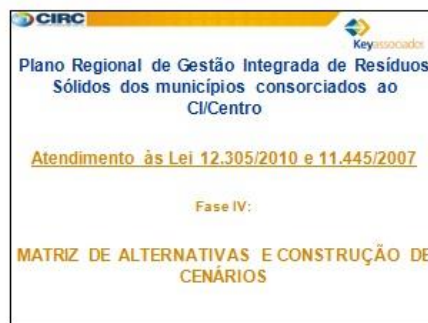 CIRC
Keyassociados
Plano Regional de Gestão Integrada de Resíduos
Sólidos dos municípios consorciados ao
CI/Centro
Atendimento às Lei 12.305/2010 e 11.445/2007
Fase IV:
MATRIZ DE ALTERNATIVAS E CONSTRUÇÃO DE
CENÁRIOS